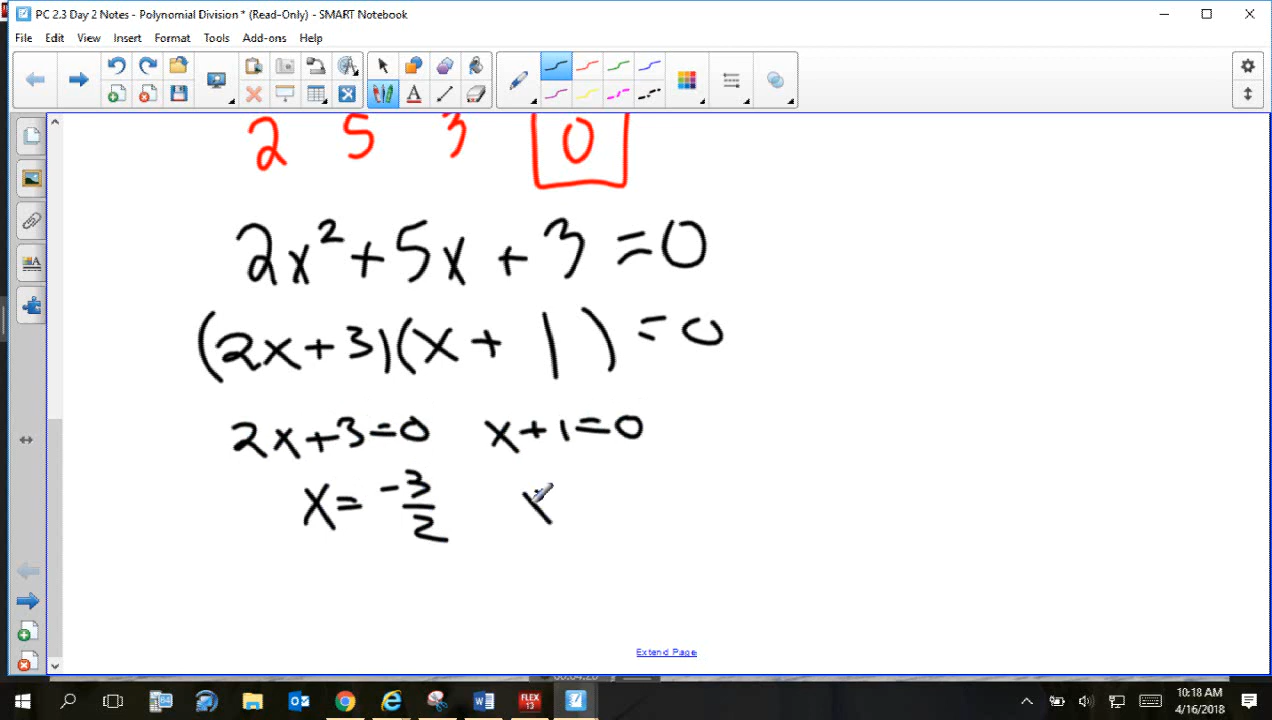 PC 2.3 Day 2 Notes - Polynomial Division * (Read-Only) - SMART Notebook
File Edit View Insert Format Tools Add-ons Help
2 5 3 0
2x²+5x+3=0
(2x+3)(x+1)=0
2x+3=0 x+1=0
x=-3/2 x
Extend Page
FLEX
13
10:18 AM
4/16/2018